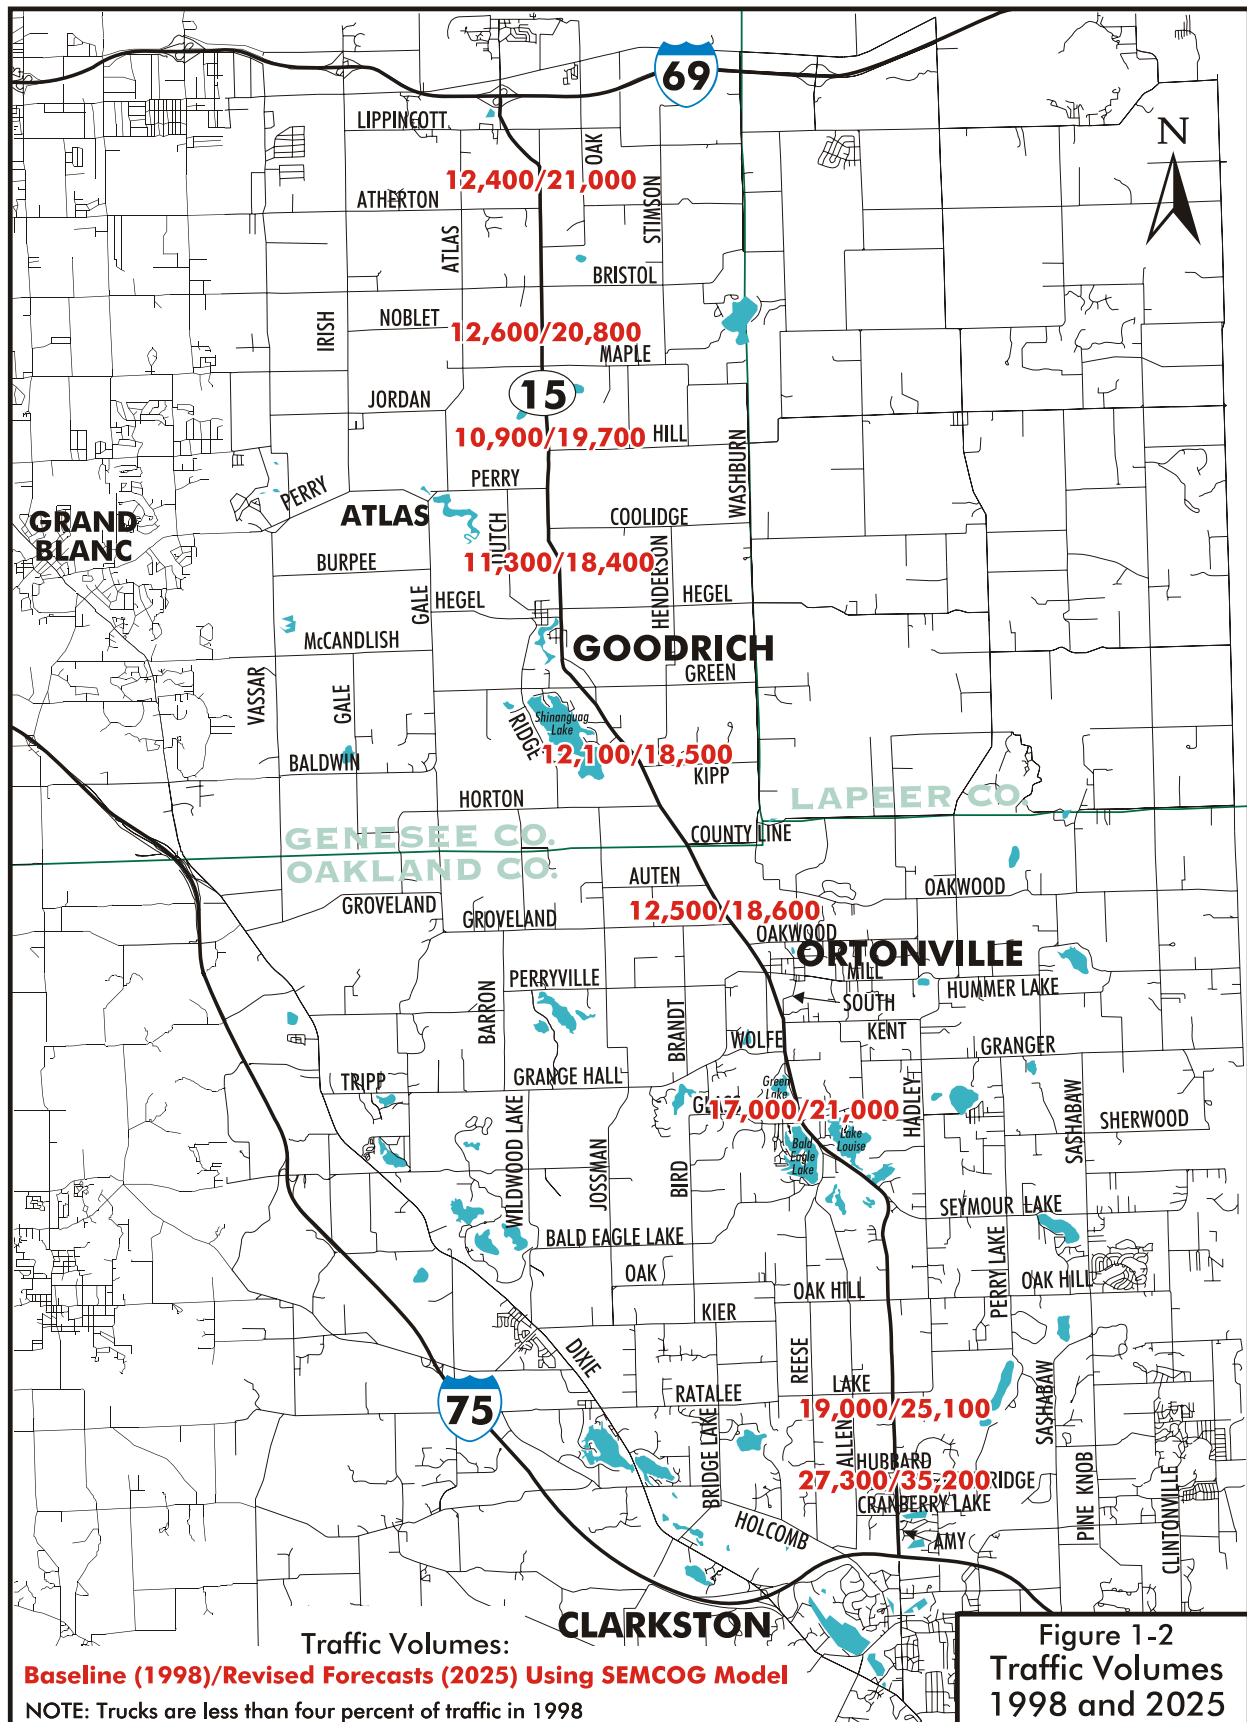 69
LIPPINCOTT
OAK
N
12,400/21,000
ATHERTON
STIMSON
ATLAS
BRISTOL
IRISH
NOBLET
12,600/20,800
MAPLE
15
JORDAN
10,900/19,700
HILL
WASHBURN
PERRY
PERRY
ATLAS
GRAND
BLANC
DUTCH
COOLIDGE
BURPEE
11,300/18,400
HENDERSON
GALE
HEGEL
HEGEL
McCANDLISH
GOODRICH
GREEN
VASSAR
GALE
RIDGE
Shinanguag
Lake
12,100/18,500
BALDWIN
KIPP
HORTON
LAPEER CO.
GENESEE CO.
COUNTY LINE
OAKLAND CO.
AUTEN
OAKWOOD
GROVELAND
GROVELAND
12,500/18,600
OAKWOOD
ORTONVILLE
MILL
PERRYVILLE
HUMMER LAKE
SOUTH
BARRON
BRANDT
WOLFE
KENT
GRANGER
TRIPP
GRANGE HALL
Green
Lake
17,000/21,000
HADLEY
SASHABAW
SHERWOOD
WILDWOOD LAKE
JOSSMAN
BIRD
Bald
Eagle
Lake
Lake
Louise
SEYMOUR LAKE
BALD EAGLE LAKE
OAK
OAK HILL
PERRY LAKE
OAK HILL
KIER
DIXIE
REESE
75
RATALEE
LAKE
SASHABAW
19,000/25,100
BRIDGE LAKE
ALLEN
HUBBARD
27,300/35,200
RIDGE
CRANBERRY LAKE
PINE KNOB
CLINTONVILLE
HOLCOMB
AMY
CLARKSTON
Traffic Volumes:
Baseline (1998)/Revised Forecasts (2025) Using SEMCOG Model
NOTE: Trucks are less than four percent of traffic in 1998
Figure 1-2
Traffic Volumes
1998 and 2025